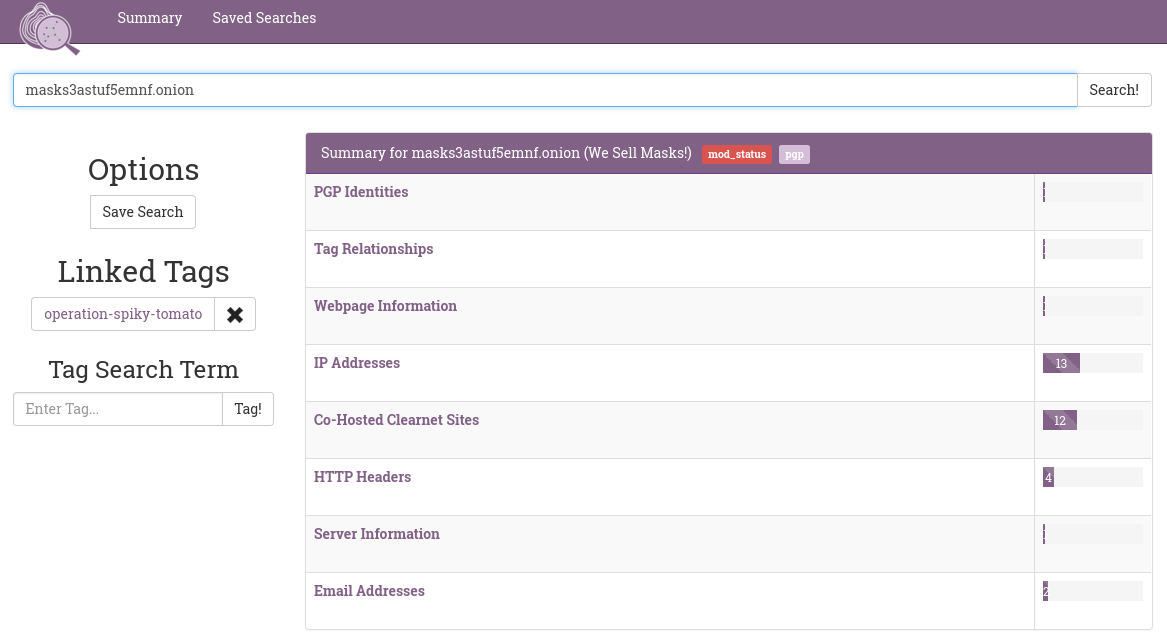 Summary Saved Searches
masks3astuf5emnf.onion Search!
Options
Save Search
Linked Tags
operation-spiky-tomato ✖
Tag Search Term
Enter Tag... Tag!
Summary for masks3astuf5emnf.onion (We Sell Masks!) mod_status pgp
PGP Identities
Tag Relationships
Webpage Information
IP Addresses 13
Co-Hosted Clearnet Sites 12
HTTP Headers 4
Server Information
Email Addresses 2